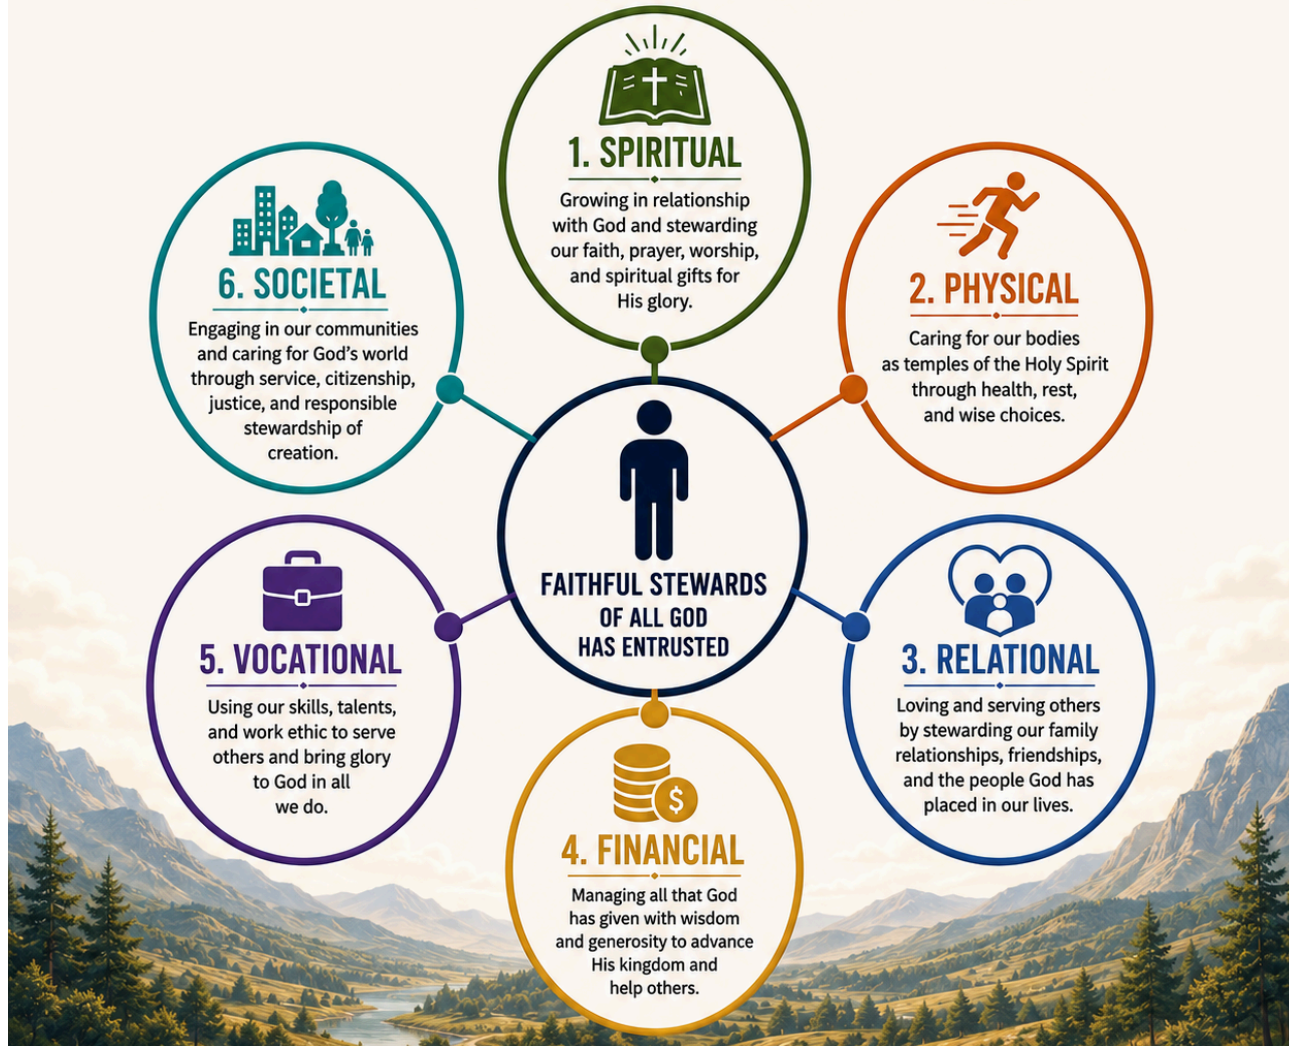 1. SPIRITUAL
Growing in relationship
with God and stewarding
our faith, prayer, worship,
and spiritual gifts for
His glory.
2. PHYSICAL
Caring for our bodies
as temples of the Holy Spirit
through health, rest,
and wise choices.
3. RELATIONAL
Loving and serving others
by stewarding our family
relationships, friendships,
and the people God has
placed in our lives.
4. FINANCIAL
$
Managing all that God
has given with wisdom
and generosity to advance
His kingdom and
help others.
5. VOCATIONAL
Using our skills, talents,
and work ethic to serve
others and bring glory
to God in all
we do.
6. SOCIETAL
Engaging in our communities
and caring for God's world
through service, citizenship,
justice, and responsible
stewardship of
creation.
FAITHFUL STEWARDS
OF ALL GOD
HAS ENTRUSTED